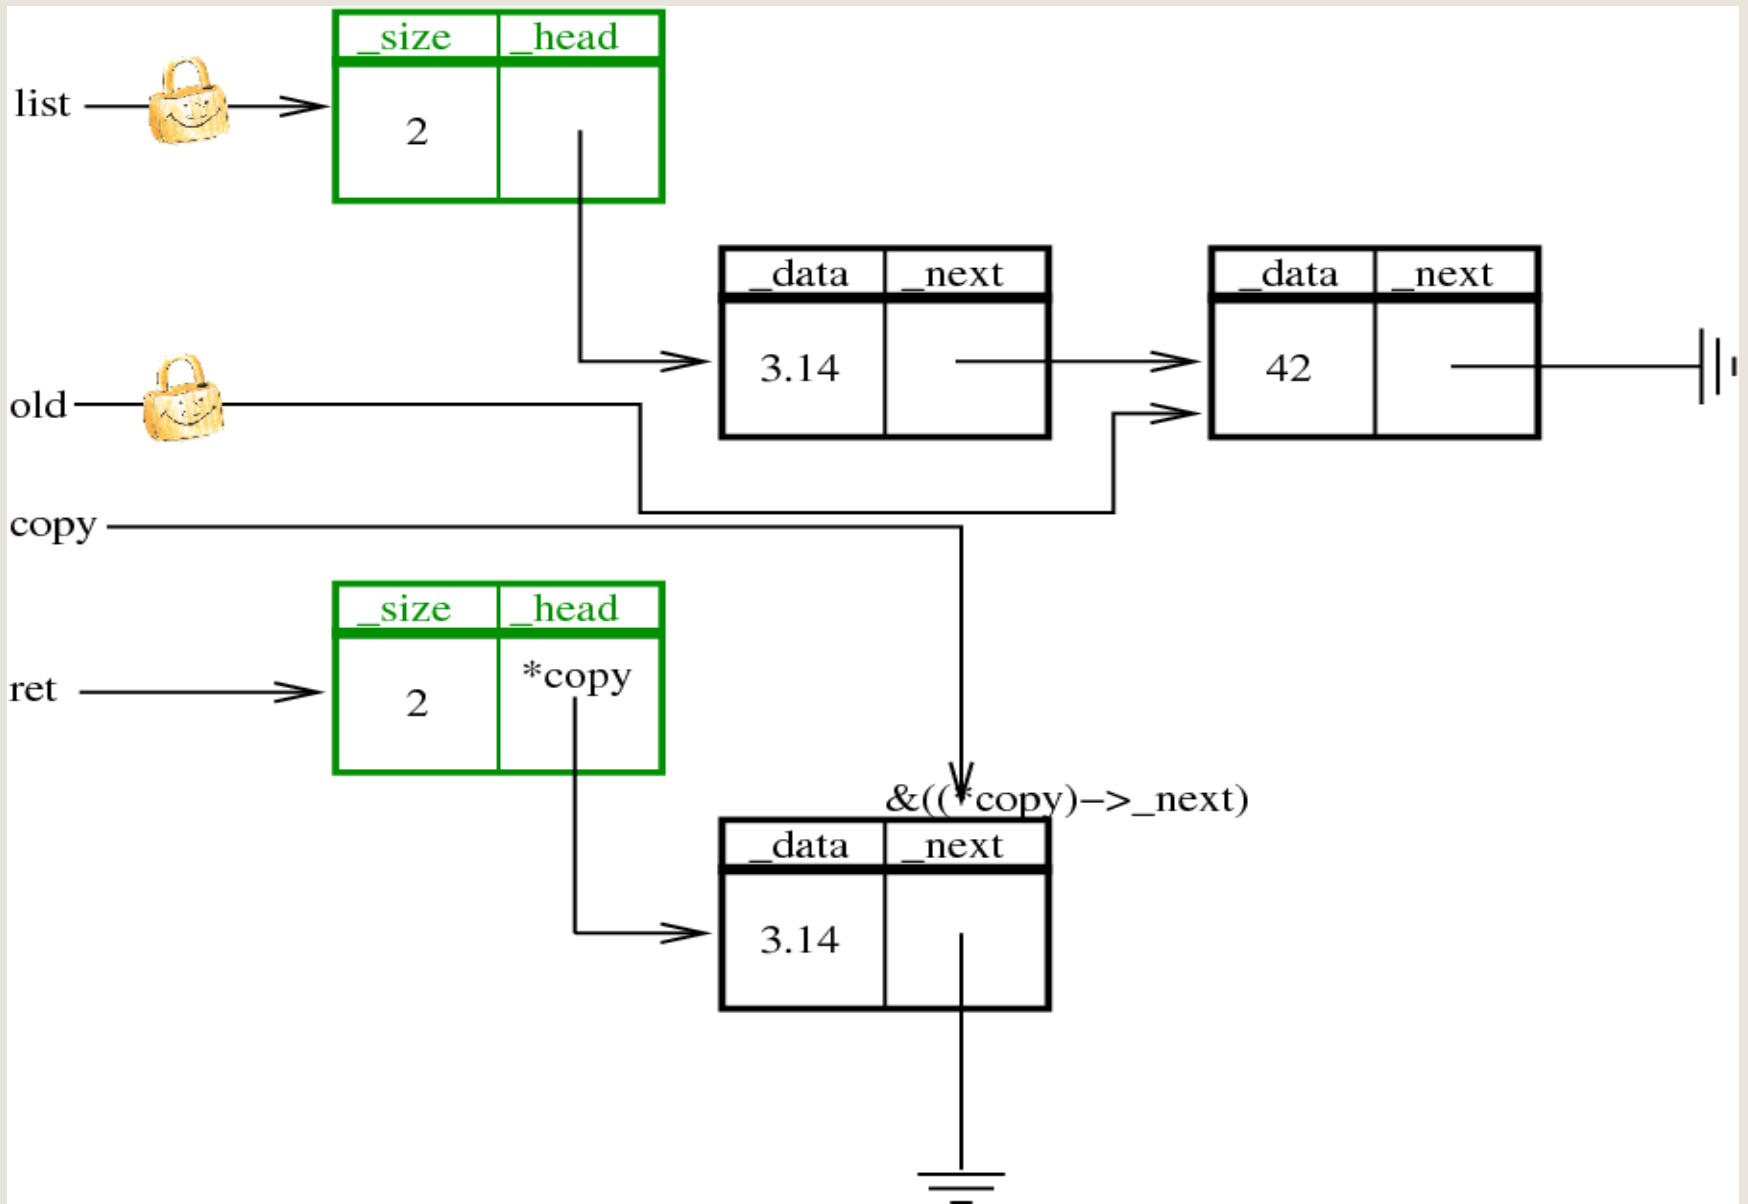 _size _head
list
2
_data _next _data _next
3.14 42
old
copy
_size _head
*copy
ret
2
&((*copy)−>_next)
_data _next
3.14